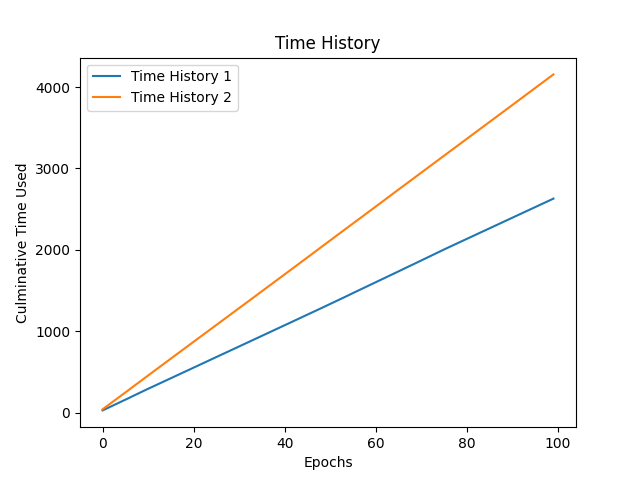 Time History
Time History 1
Time History 2
4000
3000
2000
1000
0
Culminative Time Used
0 20 40 60 80 100
Epochs